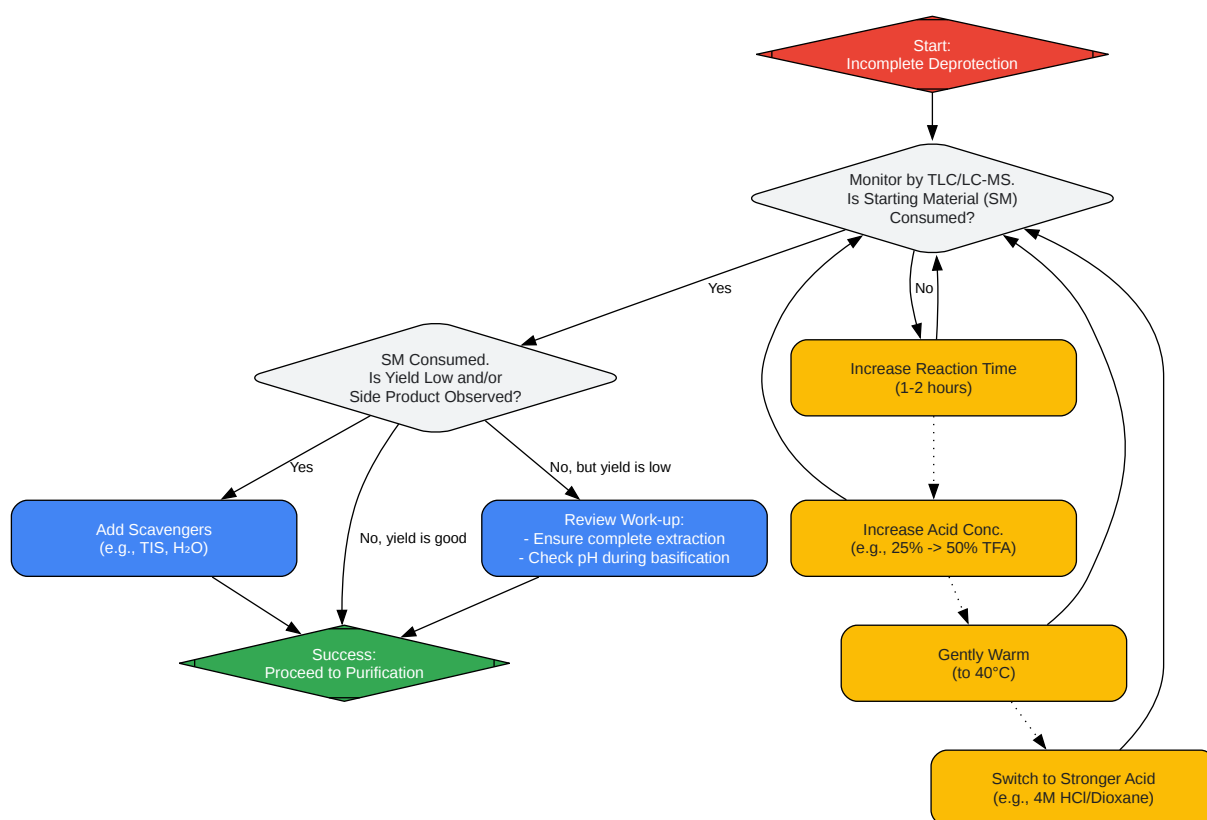 Start:
Incomplete Deprotection
Monitor by TLC/LC-MS.
Is Starting Material (SM)
Consumed?
Yes
No
SM Consumed.
Is Yield Low and/or
Side Product Observed?
Increase Reaction Time
(1-2 hours)
Yes
No, but yield is low
No, yield is good
Add Scavengers
(e.g., TIS, H₂O)
Review Work-up:
- Ensure complete extraction
- Check pH during basification
Increase Acid Conc.
(e.g., 25% -> 50% TFA)
Success:
Proceed to Purification
Gently Warm
(to 40°C)
Switch to Stronger Acid
(e.g., 4M HCl/Dioxane)